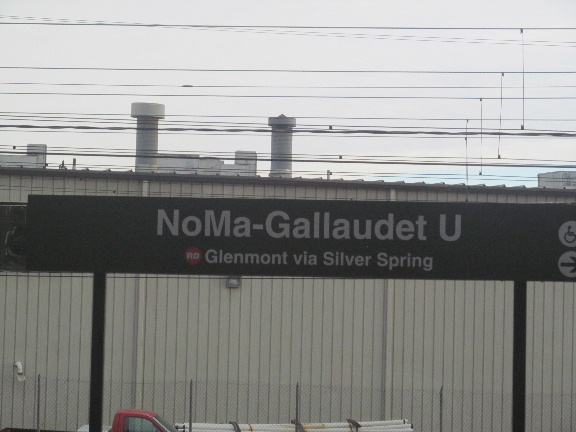 NoMa-Gallaudet U
RD Glenmont via Silver Spring